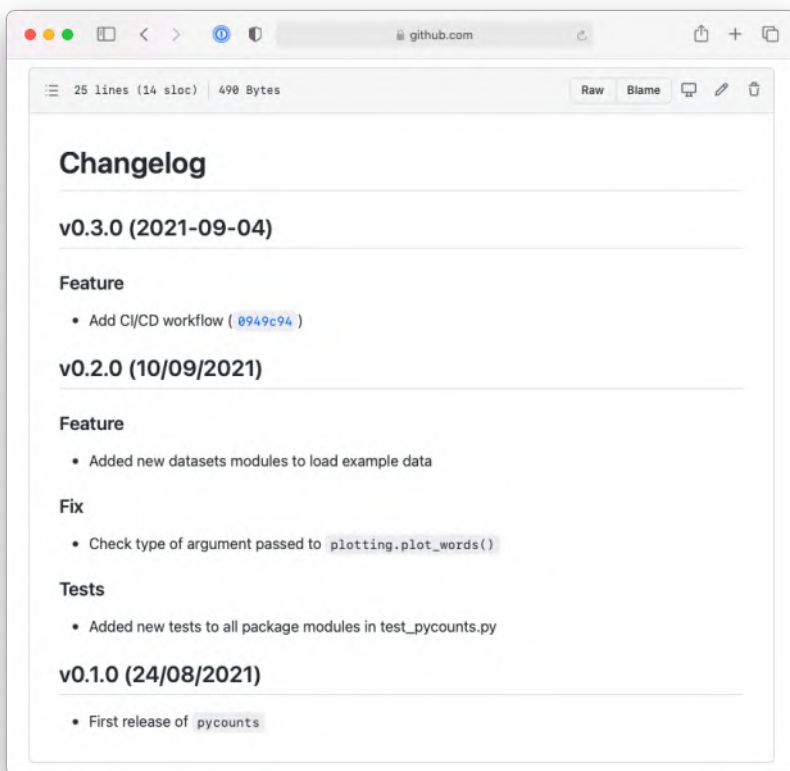 github.com
25 lines (14 sloc) 490 Bytes Raw Blame
Changelog
v0.3.0 (2021-09-04)
Feature
Add CI/CD workflow ( 0949c94 )
v0.2.0 (10/09/2021)
Feature
Added new datasets modules to load example data
Fix
Check type of argument passed to plotting.plot_words()
Tests
Added new tests to all package modules in test_pycounts.py
v0.1.0 (24/08/2021)
First release of pycounts